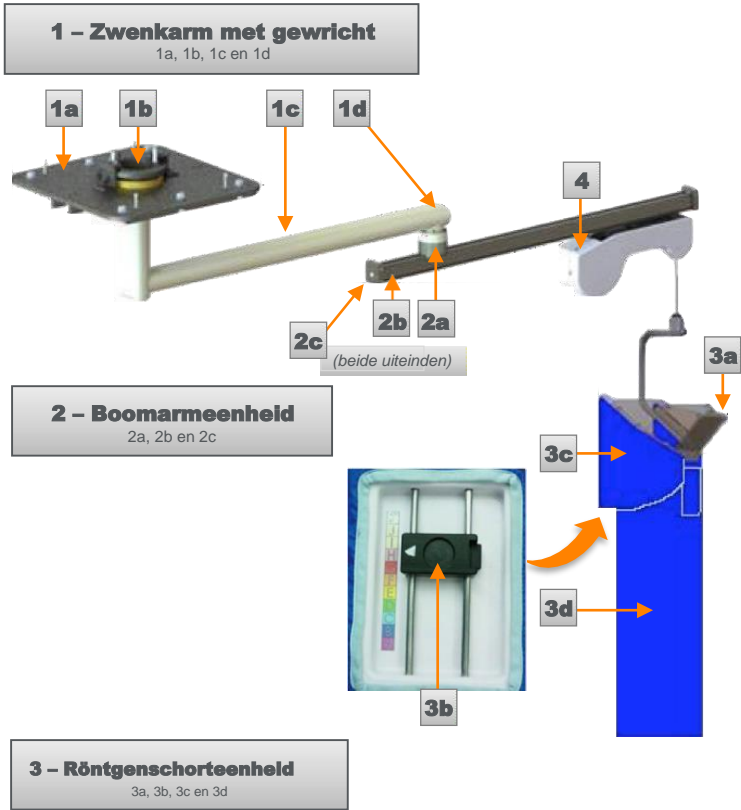 1 – Zwenkarm met gewricht
1a, 1b, 1c en 1d
1a
1b
1c
1d
4
2c
2b
2a
(beide uiteinden)
3a
2 – Boomarmeenheid
2a, 2b en 2c
3c
3d
3b
3 – Röntgenschorteenheid
3a, 3b, 3c en 3d